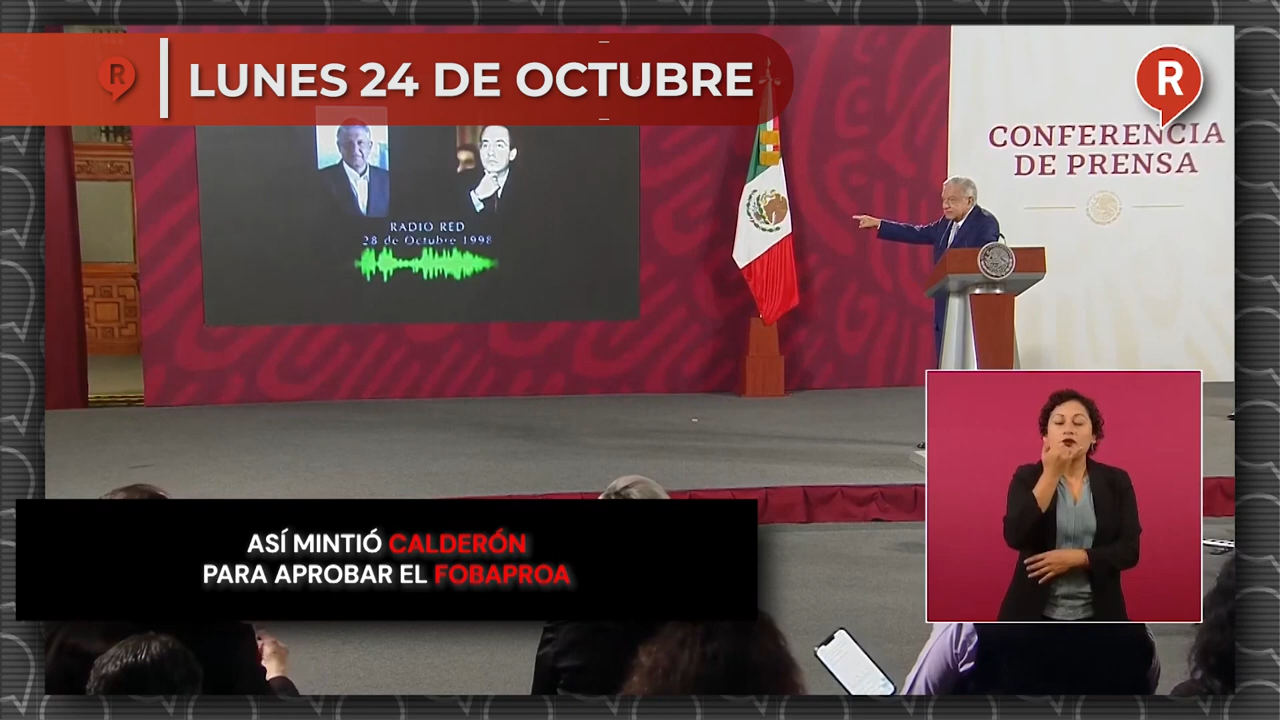 R
LUNES 24 DE OCTUBRE
R
CONFERENCIA
DE PRENSA
RADIO RED
28 de Octubre 1998
ASÍ MINTIÓ CALDERÓN
PARA APROBAR EL FOBAPROA